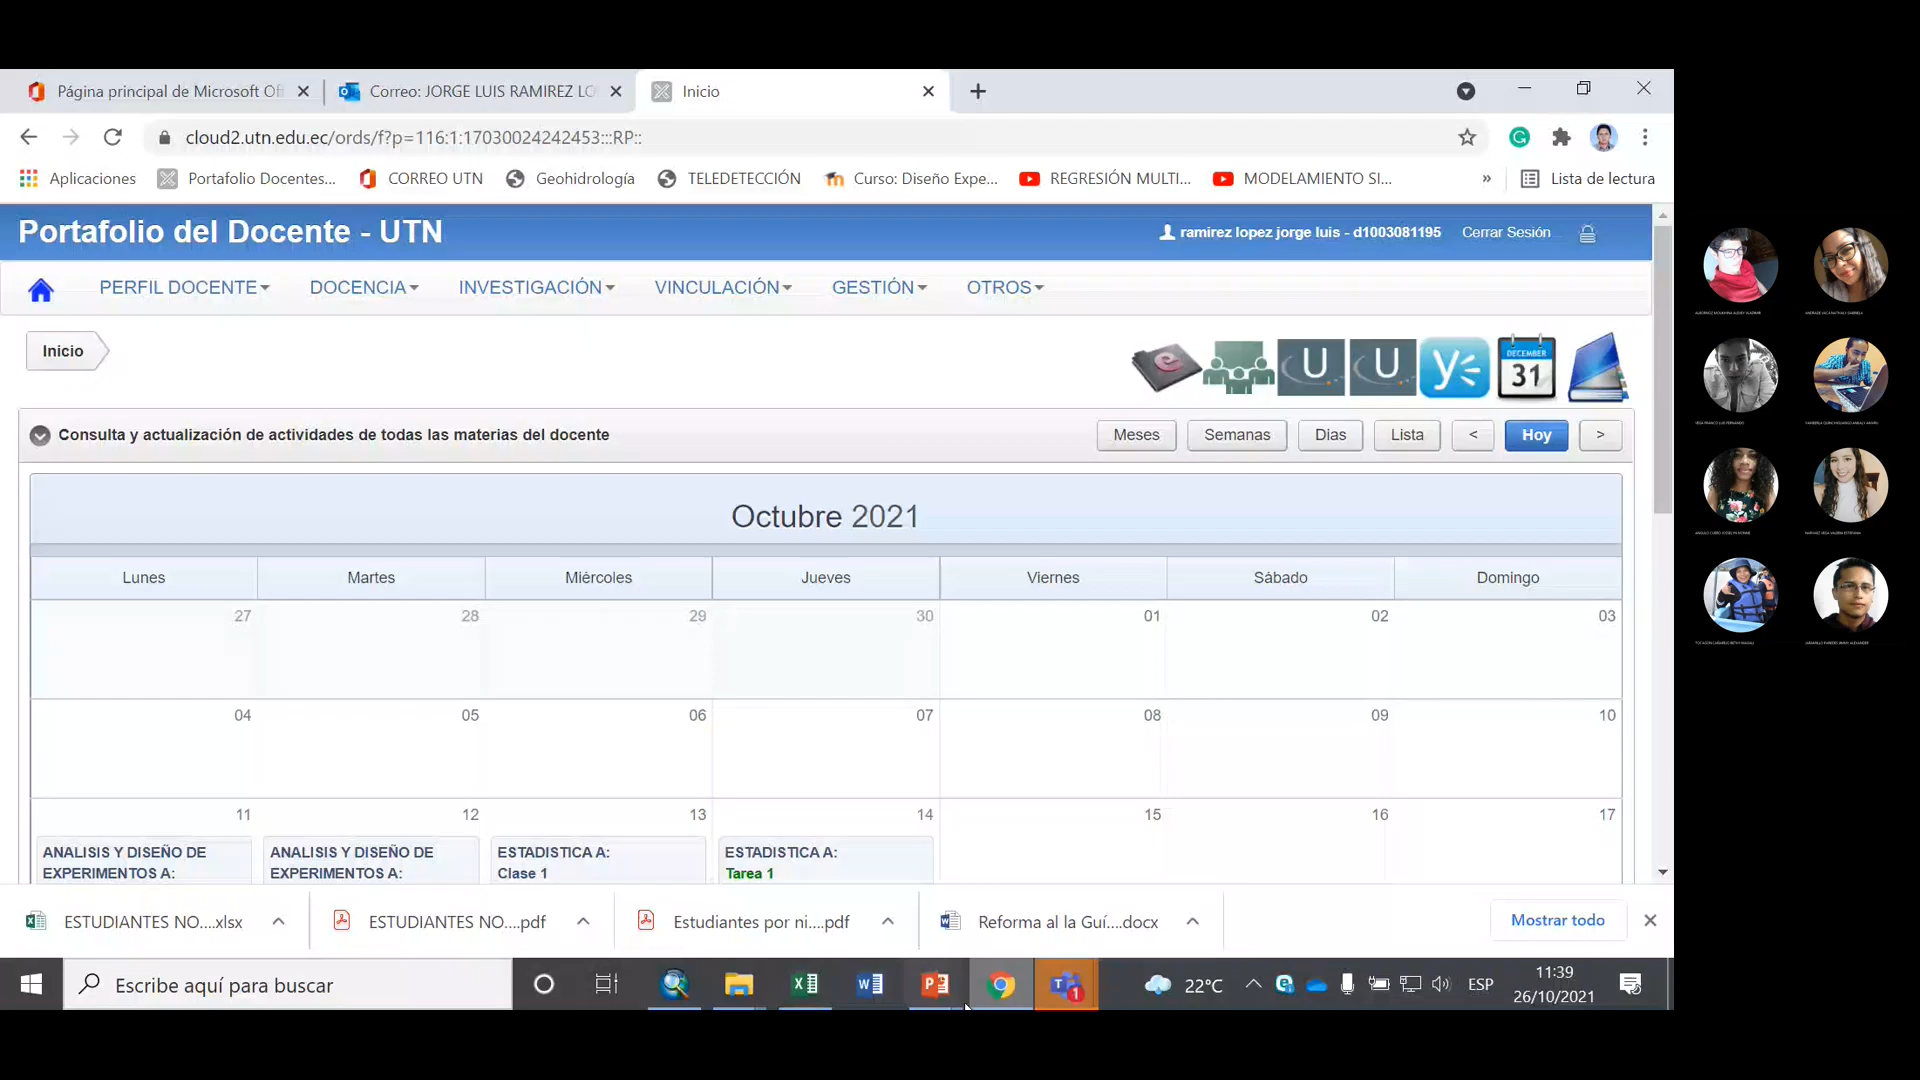 Página principal de Microsoft Off
Correo: JORGE LUIS RAMIREZ LO
Inicio
cloud2.utn.edu.ec/ords/f?p=116:1:17030024242453:::RP::
Aplicaciones
Portafolio Docentes...
CORREO UTN
Geohidrología
TELEDETECCIÓN
Curso: Diseño Expe...
REGRESIÓN MULTI...
MODELAMIENTO SI...
»
Lista de lectura
Portafolio del Docente - UTN
ramirez lopez jorge luis - d1003081195
Cerrar Sesión
PERFIL DOCENTE
DOCENCIA
INVESTIGACIÓN
VINCULACIÓN
GESTIÓN
OTROS
Inicio
e
U
U
y
DECEMBER
31
Consulta y actualización de actividades de todas las materias del docente
Meses
Semanas
Dias
Lista
<
Hoy
>
Octubre 2021
Lunes
Martes
Miércoles
Jueves
Viernes
Sábado
Domingo
27
28
29
30
01
02
03
04
05
06
07
08
09
10
11
12
13
14
15
16
17
ANALISIS Y DISEÑO DE
EXPERIMENTOS A:
ANALISIS Y DISEÑO DE
EXPERIMENTOS A:
ESTADISTICA A:
Clase 1
ESTADISTICA A:
Tarea 1
ESTUDIANTES NO....xlsx
ESTUDIANTES NO....pdf
Estudiantes por ni....pdf
Reforma al la Guí....docx
Mostrar todo
Escribe aquí para buscar
22°C
ESP
11:39
26/10/2021